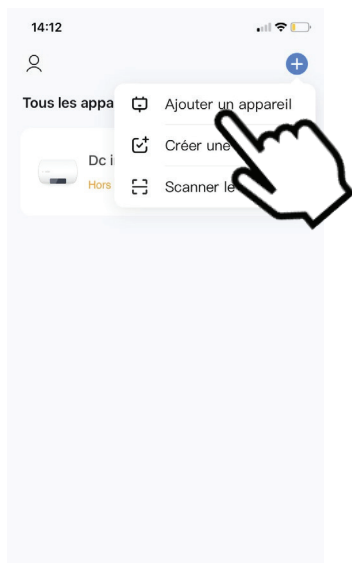 14:12
Tous les appa
Ajouter un appareil
Dc i
Créer une
Hors
Scanner le